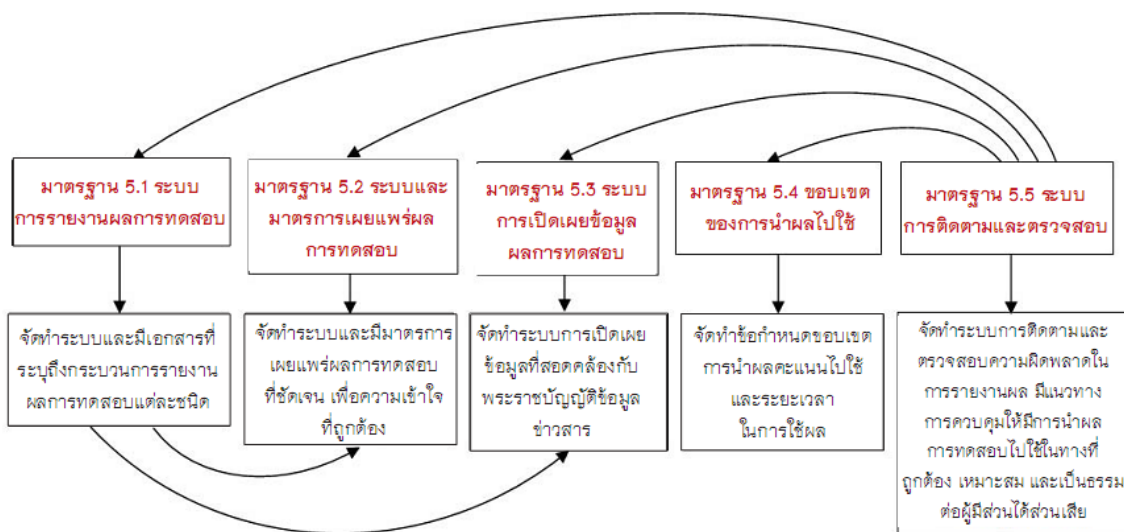 มาตรฐาน 5.1 ระบบ
การรายงานผลการทดสอบ
มาตรฐาน 5.2 ระบบและ
มาตรการเผยแพร่ผล
การทดสอบ
มาตรฐาน 5.3 ระบบ
การเปิดเผยข้อมูล
ผลการทดสอบ
มาตรฐาน 5.4 ขอบเขต
ของการนำผลไปใช้
มาตรฐาน 5.5 ระบบ
การติดตามและตรวจสอบ
จัดทำระบบและมีเอกสารที่
ระบุถึงกระบวนการรายงาน
ผลการทดสอบแต่ละชนิด
จัดทำระบบและมีมาตรการ
เผยแพร่ผลการทดสอบ
ที่ชัดเจน เพื่อความเข้าใจ
ที่ถูกต้อง
จัดทำระบบการเปิดเผย
ข้อมูลที่สอดคล้องกับ
พระราชบัญญัติข้อมูล
ข่าวสาร
จัดทำข้อกำหนดขอบเขต
การนำผลคะแนนไปใช้
และระยะเวลา
ในการใช้ผล
จัดทำระบบการติดตามและ
ตรวจสอบความผิดพลาดใน
การรายงานผล มีแนวทาง
การควบคุมให้มีการนำผล
การทดสอบไปใช้ในทางที่
ถูกต้อง เหมาะสม และเป็นธรรม
ต่อผู้มีส่วนได้ส่วนเสีย